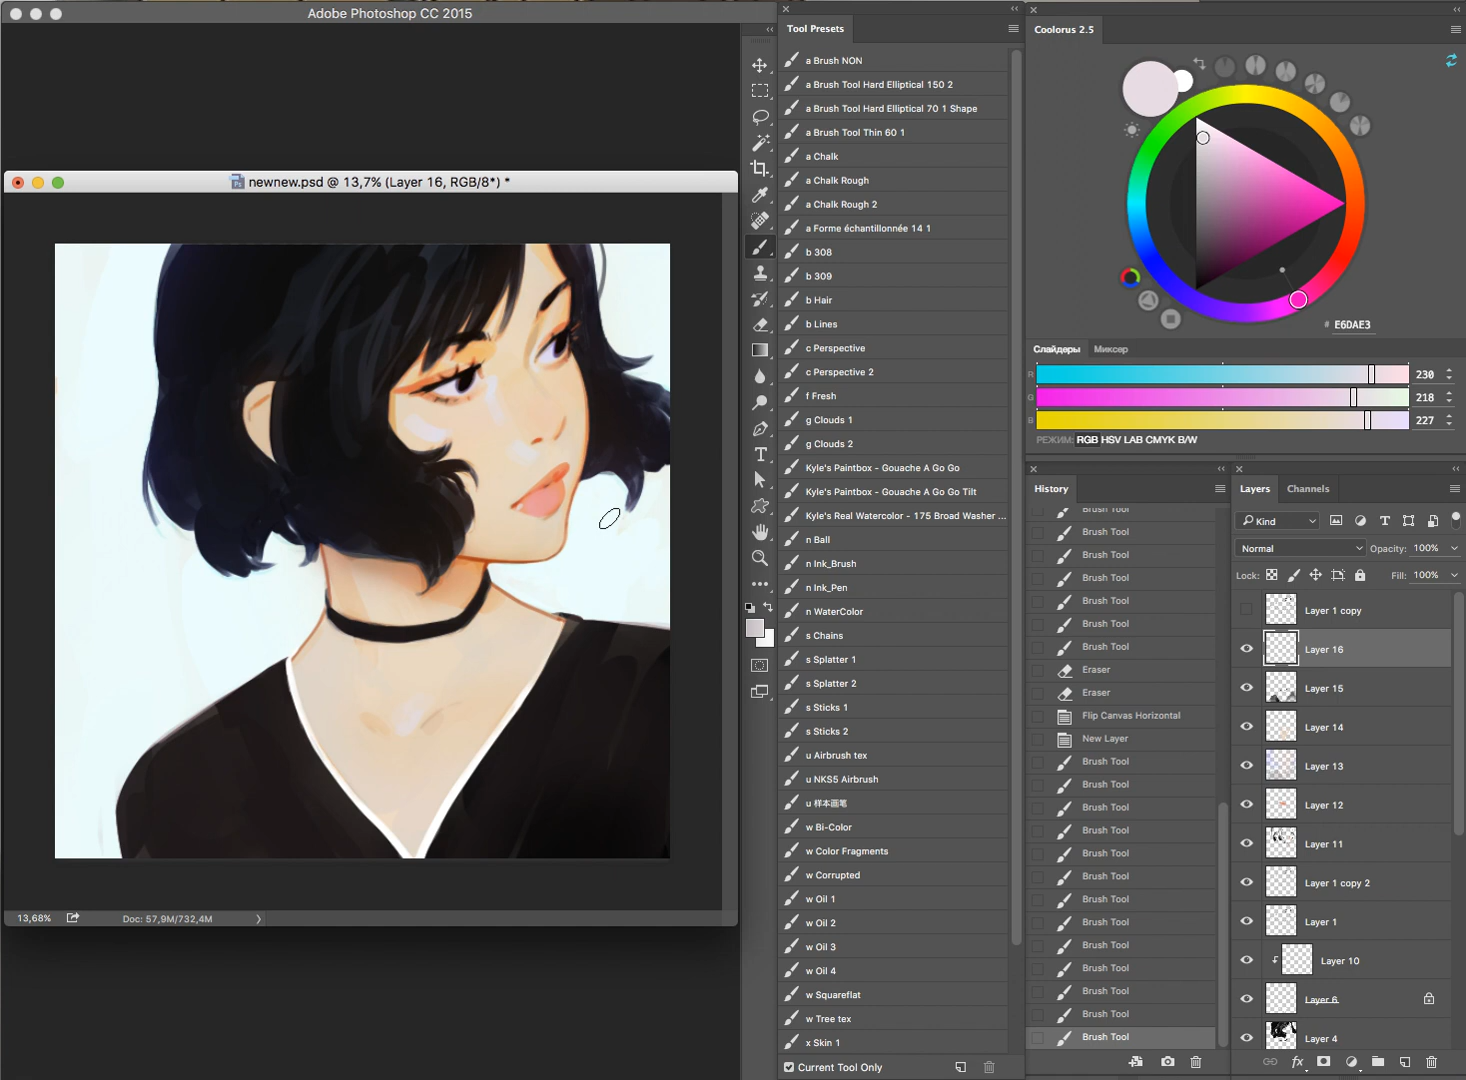 Adobe Photoshop CC 2015
newnew.psd @ 13,7% (Layer 16, RGB/8*) *
13,68%
Doc: 57,9M/732,4M
Tool Presets
a Brush NON
a Brush Tool Hard Elliptical 150 2
a Brush Tool Hard Elliptical 70 1 Shape
a Brush Tool Thin 60 1
a Chalk
a Chalk Rough
a Chalk Rough 2
a Forme échantillonnée 14 1
b 308
b 309
b Hair
b Lines
c Perspective
c Perspective 2
f Fresh
g Clouds 1
g Clouds 2
Kyle's Paintbox - Gouache A Go Go
Kyle's Paintbox - Gouache A Go Go Tilt
Kyle's Real Watercolor - 175 Broad Washer ...
n Ball
n Ink_Brush
n Ink_Pen
n WaterColor
s Chains
s Splatter 1
s Splatter 2
s Sticks 1
s Sticks 2
u Airbrush tex
u NKS5 Airbrush
u 样本画笔
w Bi-Color
w Color Fragments
w Corrupted
w Oil 1
w Oil 2
w Oil 3
w Oil 4
w Squareflat
w Tree tex
x Skin 1
Current Tool Only
Coolorus 2.5
# E6DAE3
Слайдеры Миксер
R 230
G 218
B 227
РЕЖИМ: RGB HSV LAB CMYK B/W
History
Brush Tool
Brush Tool
Brush Tool
Brush Tool
Brush Tool
Brush Tool
Brush Tool
Eraser
Eraser
Flip Canvas Horizontal
New Layer
Brush Tool
Brush Tool
Brush Tool
Brush Tool
Brush Tool
Brush Tool
Brush Tool
Brush Tool
Brush Tool
Brush Tool
Brush Tool
Brush Tool
Brush Tool
Layers Channels
Kind
Normal Opacity: 100%
Lock: Fill: 100%
Layer 1 copy
Layer 16
Layer 15
Layer 14
Layer 13
Layer 12
Layer 11
Layer 1 copy 2
Layer 1
Layer 10
Layer 6
Layer 4
fx